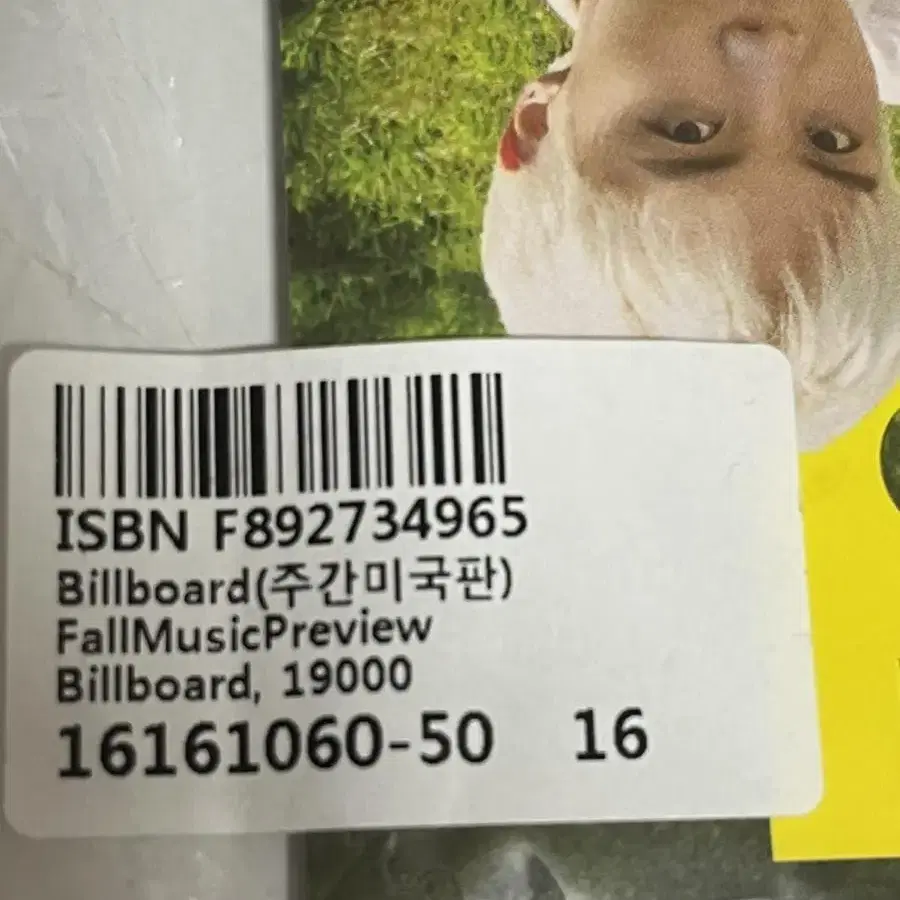 ISBN F892734965
Billboard(주간미국판)
FallMusicPreview
Billboard, 19000
16161060-50 16